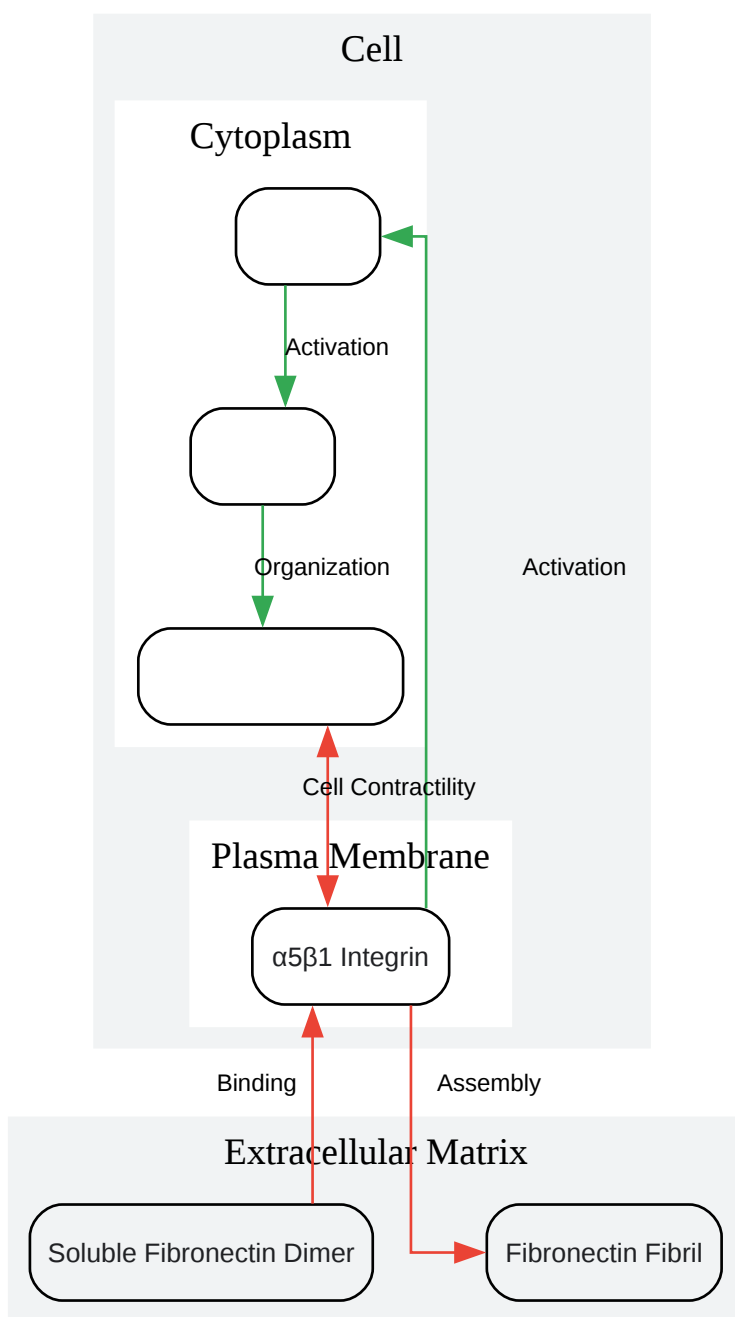 Cell
Cytoplasm
Activation
Organization
Activation
Cell Contractility
Plasma Membrane
α5β1 Integrin
Binding
Assembly
Extracellular Matrix
Soluble Fibronectin Dimer
Fibronectin Fibril